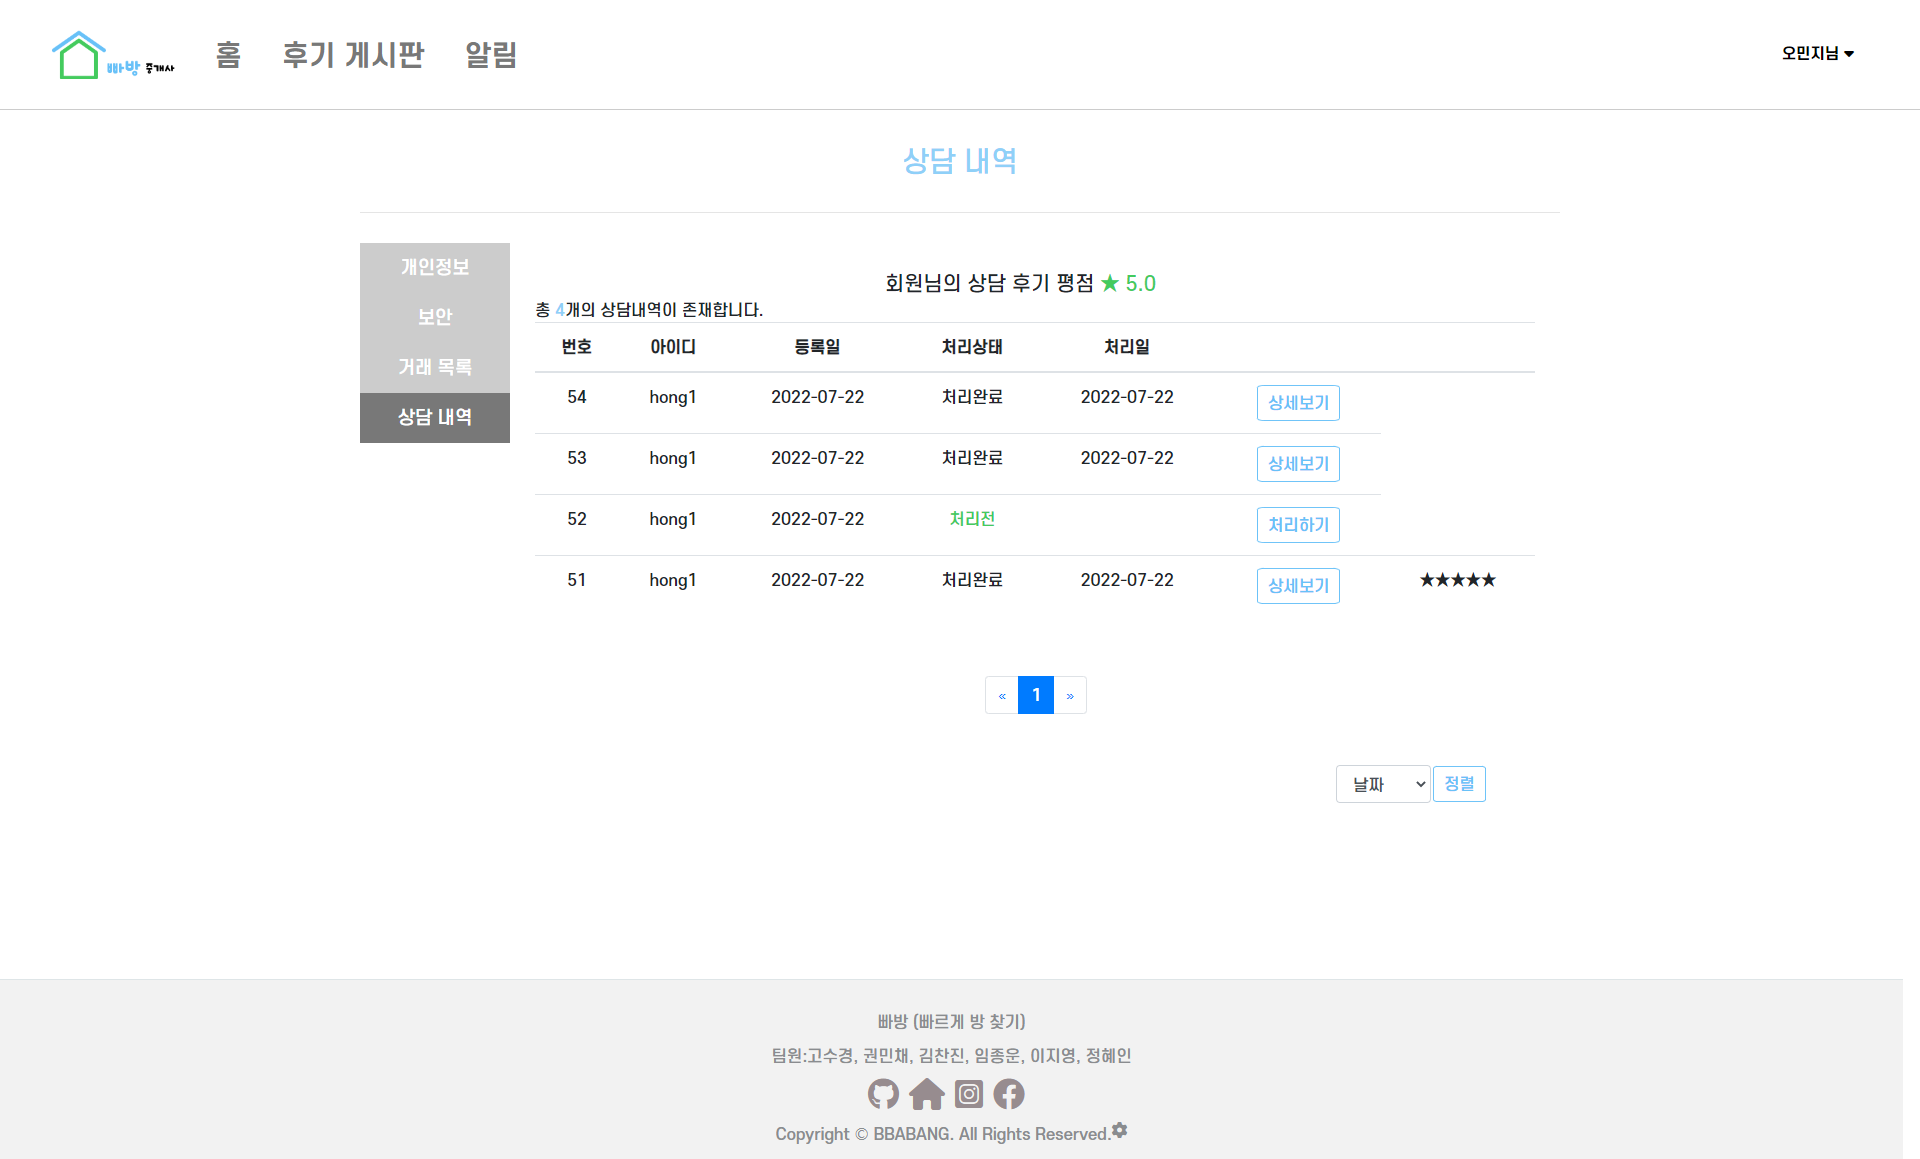 빠방 중개사 홈 후기 게시판 알림 오민지님
상담 내역
개인정보
보안
거래 목록
상담 내역
회원님의 상담 후기 평점 ★ 5.0
총 4개의 상담내역이 존재합니다.
번호 아이디 등록일 처리상태 처리일
54 hong1 2022-07-22 처리완료 2022-07-22 상세보기
53 hong1 2022-07-22 처리완료 2022-07-22 상세보기
52 hong1 2022-07-22 처리전 처리하기
51 hong1 2022-07-22 처리완료 2022-07-22 상세보기 ★★★★★
« 1 »
날짜 정렬
빠방 (빠르게 방 찾기)
팀원:고수경, 권민채, 김찬진, 임종운, 이지영, 정혜인
Copyright © BBABANG. All Rights Reserved.